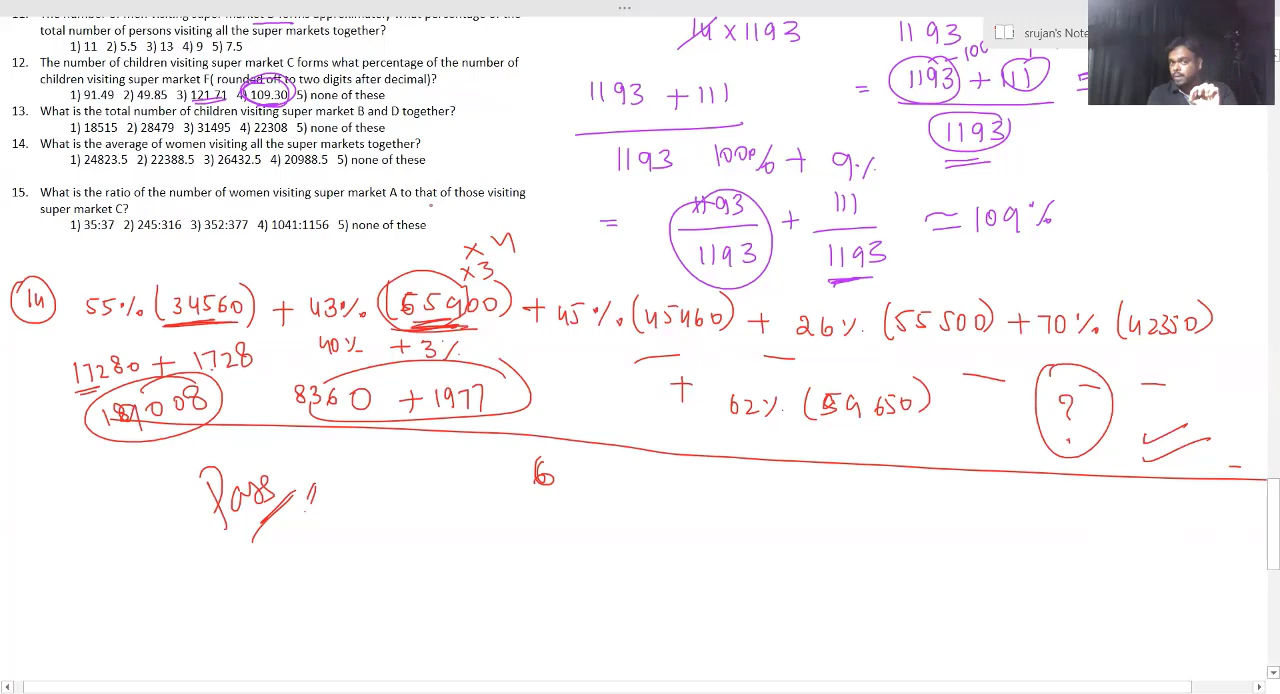 total number of persons visiting all the super markets together?
1) 11 2) 5.5 3) 13 4) 9 5) 7.5
12. The number of children visiting super market C forms what percentage of the number of
children visiting super market F( rounded off to two digits after decimal)?
1) 91.49 2) 49.85 3) 121.71 4) 109.30 5) none of these
13. What is the total number of children visiting super market B and D together?
1) 18515 2) 28479 3) 31495 4) 22308 5) none of these
14. What is the average of women visiting all the super markets together?
1) 24823.5 2) 22388.5 3) 26432.5 4) 20988.5 5) none of these
15. What is the ratio of the number of women visiting super market A to that of those visiting
super market C?
1) 35:37 2) 245:316 3) 352:377 4) 1041:1156 5) none of these
srujan's Note
14 x 1193
1193
1193 + 111
1193
= 1193 + 111 =
1193
100% + 9%
= 1193 + 111 ≈ 109%
1193 1193
x 4
x 3
14 55% (34560) + 43% (55900) + 45% (45460) + 26% (55500) + 70% (42350)
40% + 3%
17280 + 1728
8360 + 1977
+ 62% (59650)
?
Pass
6